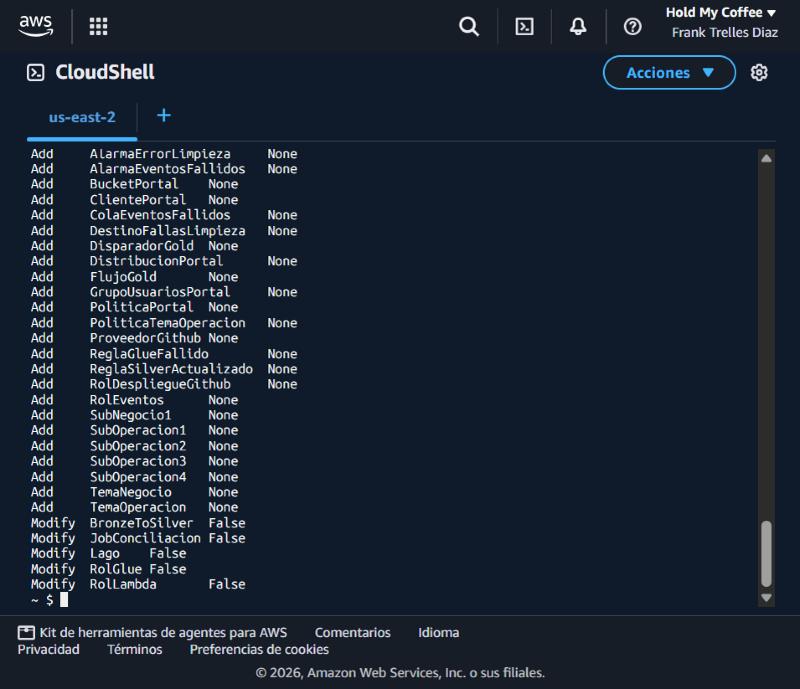 aws
Hold My Coffee
Frank Trelles Diaz
CloudShell
Acciones
us-east-2 +
Add AlarmaErrorLimpieza None
Add AlarmaEventosFallidos None
Add BucketPortal None
Add ClientePortal None
Add ColaEventosFallidos None
Add DestinoFallasLimpieza None
Add DisparadorGold None
Add DistribucionPortal None
Add FlujoGold None
Add GrupoUsuariosPortal None
Add PoliticaPortal None
Add PoliticaTemaOperacion None
Add ProveedorGithub None
Add ReglaGlueFallido None
Add ReglaSilverActualizado None
Add RolDespliegueGithub None
Add RolEventos None
Add SubNegocio1 None
Add SubOperacion1 None
Add SubOperacion2 None
Add SubOperacion3 None
Add SubOperacion4 None
Add TemaNegocio None
Add TemaOperacion None
Modify BronzeToSilver False
Modify JobConciliacion False
Modify Lago False
Modify RolGlue False
Modify RolLambda False
~ $
Kit de herramientas de agentes para AWS Comentarios Idioma
Privacidad Términos Preferencias de cookies
© 2026, Amazon Web Services, Inc. o sus filiales.